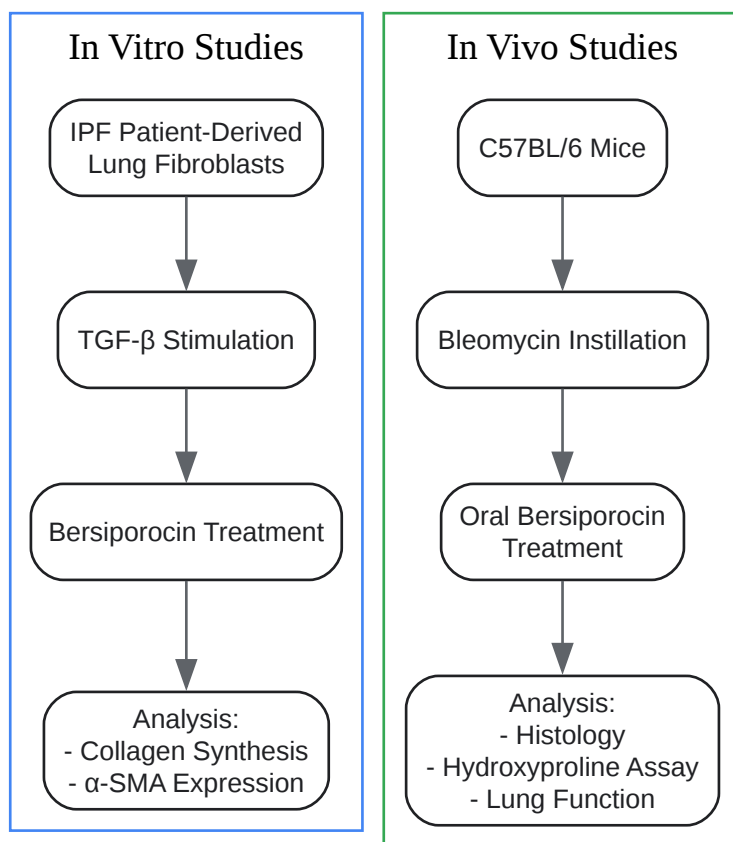 In Vitro Studies
IPF Patient-Derived
Lung Fibroblasts
TGF-β Stimulation
Bersiporocin Treatment
Analysis:
- Collagen Synthesis
- α-SMA Expression
In Vivo Studies
C57BL/6 Mice
Bleomycin Instillation
Oral Bersiporocin
Treatment
Analysis:
- Histology
- Hydroxyproline Assay
- Lung Function